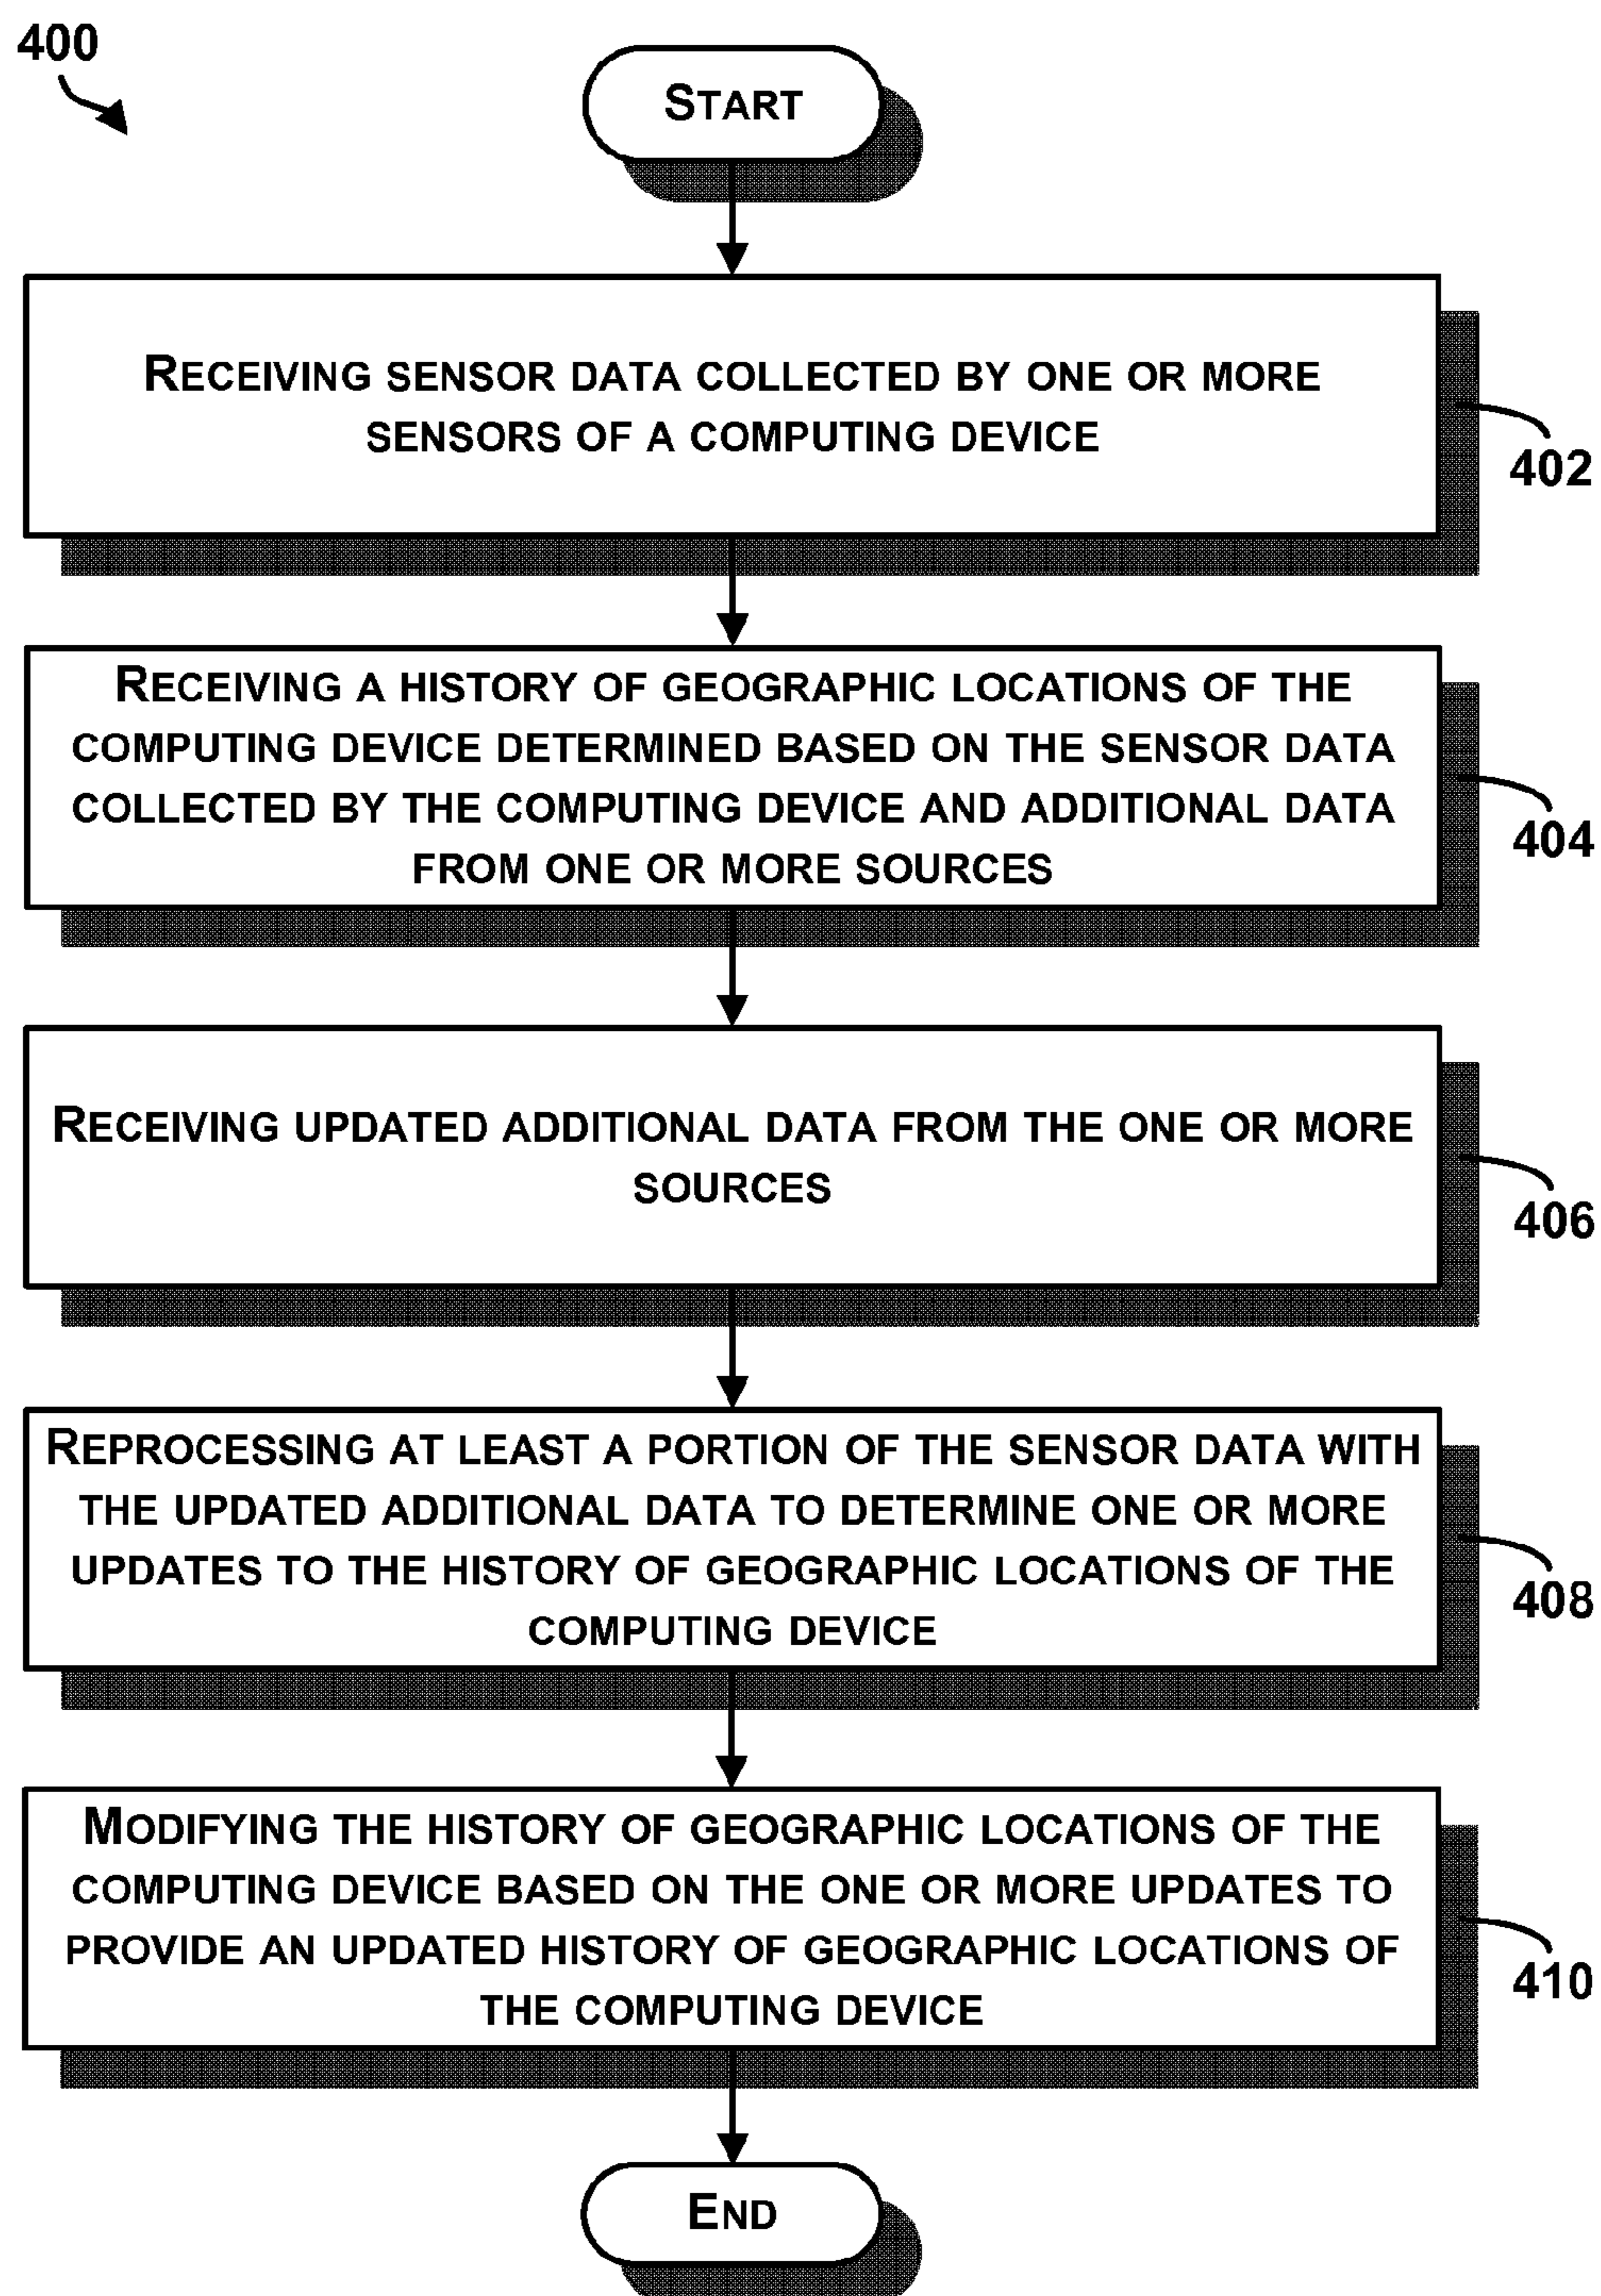 400
START
RECEIVING SENSOR DATA COLLECTED BY ONE OR MORE
SENSORS OF A COMPUTING DEVICE
402
RECEIVING A HISTORY OF GEOGRAPHIC LOCATIONS OF THE
COMPUTING DEVICE DETERMINED BASED ON THE SENSOR DATA
COLLECTED BY THE COMPUTING DEVICE AND ADDITIONAL DATA
FROM ONE OR MORE SOURCES
404
RECEIVING UPDATED ADDITIONAL DATA FROM THE ONE OR MORE
SOURCES
406
REPROCESSING AT LEAST A PORTION OF THE SENSOR DATA WITH
THE UPDATED ADDITIONAL DATA TO DETERMINE ONE OR MORE
UPDATES TO THE HISTORY OF GEOGRAPHIC LOCATIONS OF THE
COMPUTING DEVICE
408
MODIFYING THE HISTORY OF GEOGRAPHIC LOCATIONS OF THE
COMPUTING DEVICE BASED ON THE ONE OR MORE UPDATES TO
PROVIDE AN UPDATED HISTORY OF GEOGRAPHIC LOCATIONS OF
THE COMPUTING DEVICE
410
END